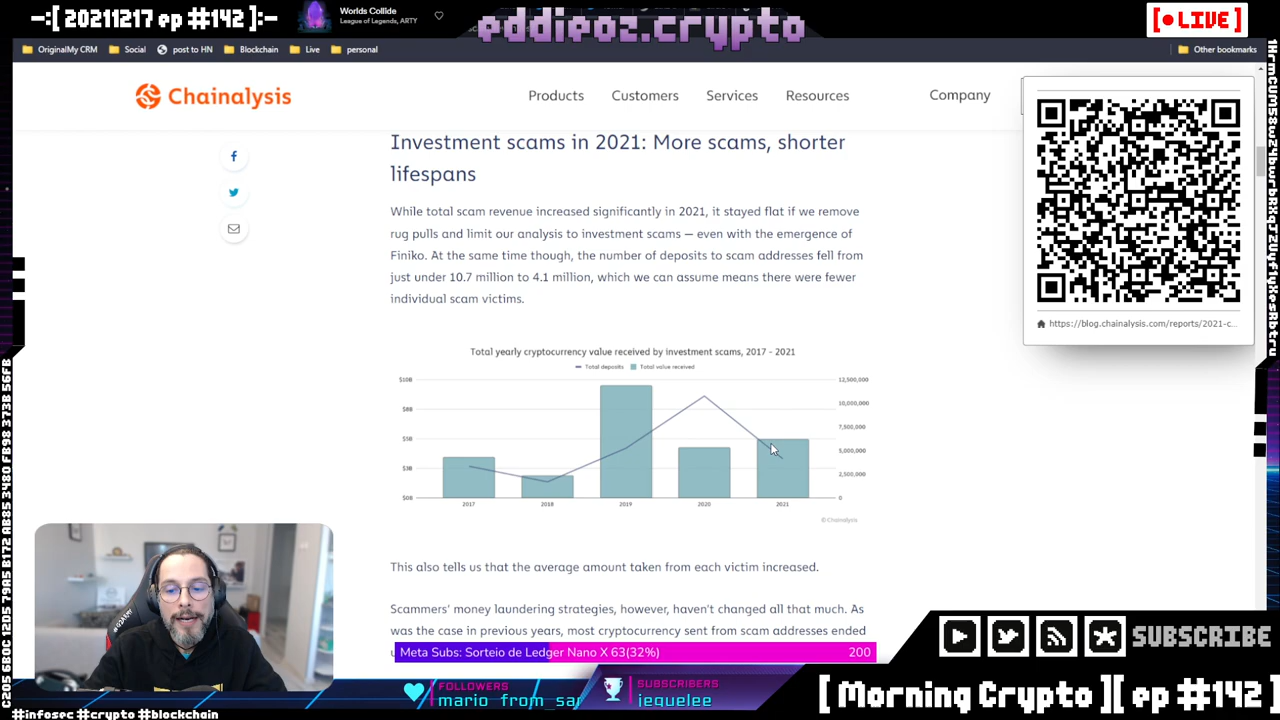 -:[ 20211217 ep #142 ]:-
Worlds Collide
League of Legends, ARTY
eddieoz.crypto
[● LIVE]
OriginalMy CRM
Social
post to HN
Blockchain
Live
personal
Other bookmarks
Chainalysis
Products
Customers
Services
Resources
Company
Investment scams in 2021: More scams, shorter
lifespans
While total scam revenue increased significantly in 2021, it stayed flat if we remove
rug pulls and limit our analysis to investment scams — even with the emergence of
Finiko. At the same time though, the number of deposits to scam addresses fell from
just under 10.7 million to 4.1 million, which we can assume means there were fewer
individual scam victims.
https://blog.chainalysis.com/reports/2021-c...
Total yearly cryptocurrency value received by investment scams, 2017 - 2021
Total deposits
Total value received
$10B
$8B
$5B
$3B
$0B
12,500,000
10,000,000
7,500,000
5,000,000
2,500,000
0
2017
2018
2019
2020
2021
© Chainalysis
This also tells us that the average amount taken from each victim increased.
Scammers' money laundering strategies, however, haven't changed all that much. As
was the case in previous years, most cryptocurrency sent from scam addresses ended
Meta Subs: Sorteio de Ledger Nano X 63(32%)
200
SUBSCRIBE
FOLLOWERS
SUBSCRIBERS
jequelee
[ Morning Crypto ][ ep #142 ]
#infosec #crypto #blockchain